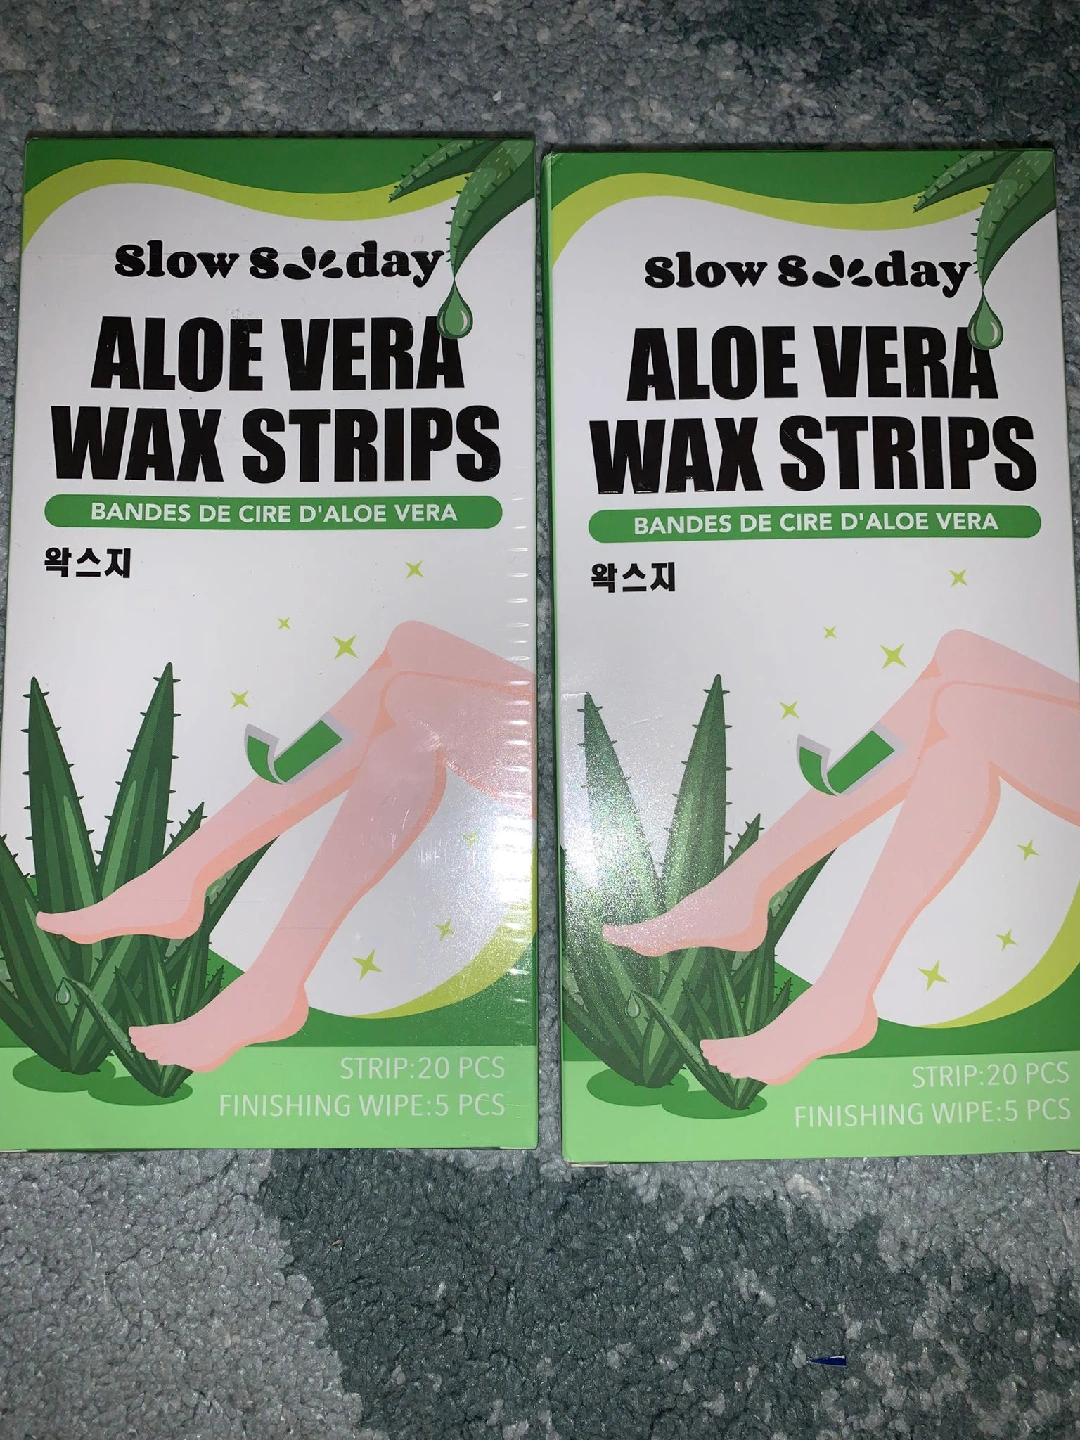 Slow Sunday
ALOE VERA
WAX STRIPS
BANDES DE CIRE D'ALOE VERA
왁스지
STRIP:20 PCS
FINISHING WIPE:5 PCS
Slow Sunday
ALOE VERA
WAX STRIPS
BANDES DE CIRE D'ALOE VERA
왁스지
STRIP:20 PCS
FINISHING WIPE:5 PCS